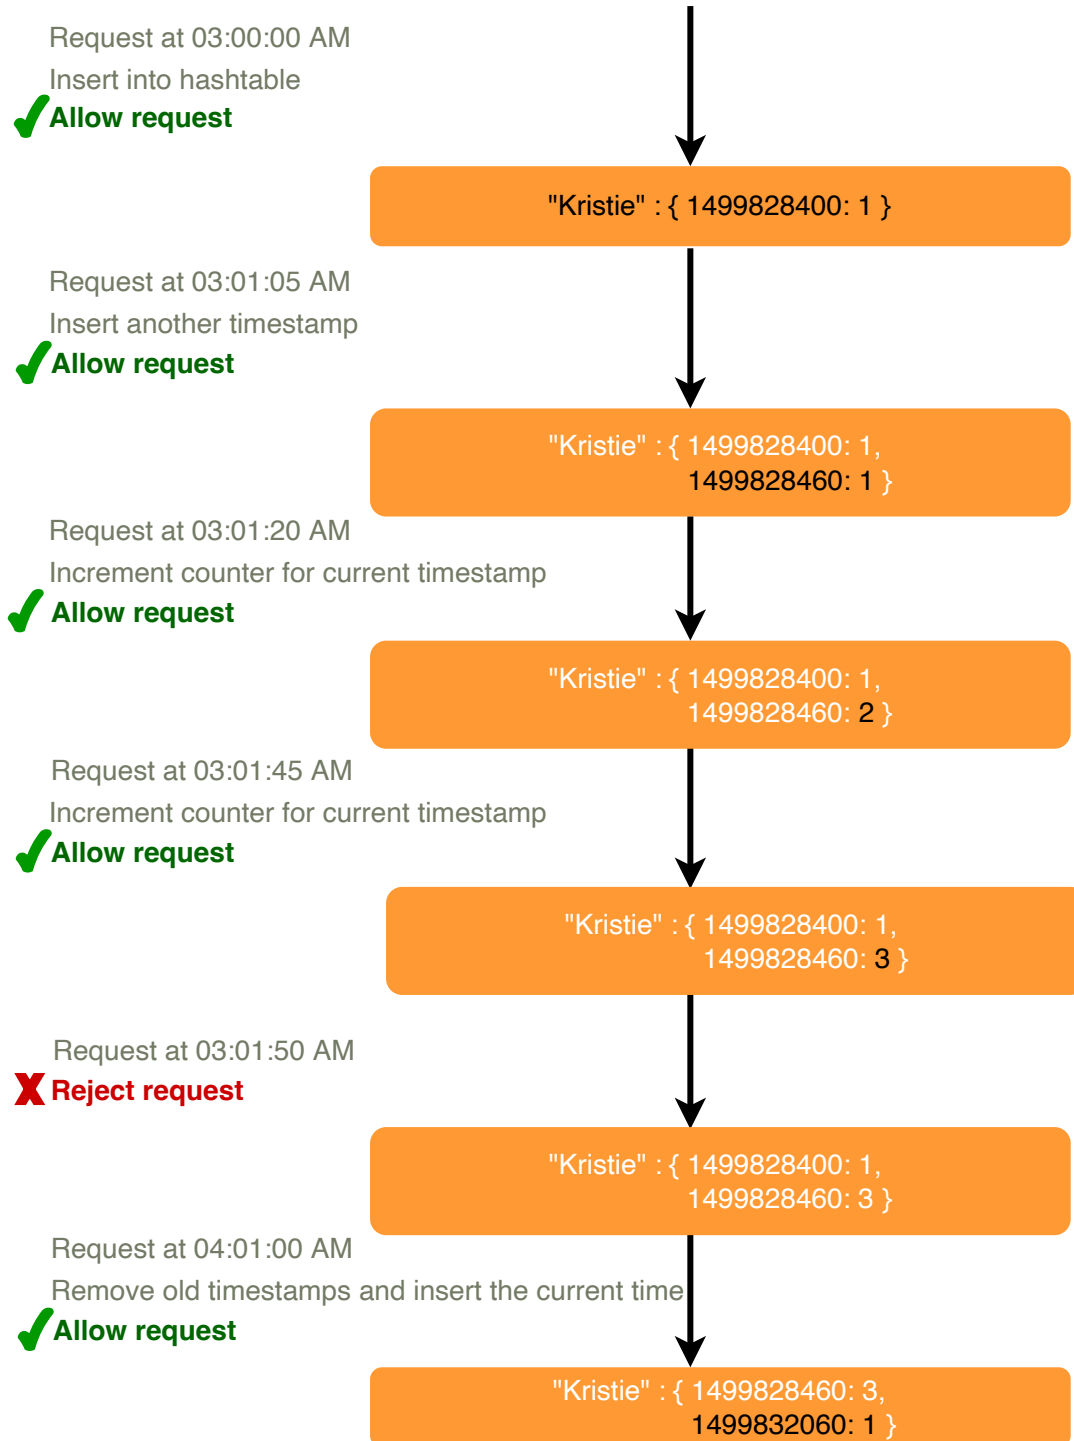 Request at 03:00:00 AM
Insert into hashtable
Allow request
"Kristie" : { 1499828400: 1 }
Request at 03:01:05 AM
Insert another timestamp
Allow request
"Kristie" : { 1499828400: 1,
1499828460: 1 }
Request at 03:01:20 AM
Increment counter for current timestamp
Allow request
"Kristie" : { 1499828400: 1,
1499828460: 2 }
Request at 03:01:45 AM
Increment counter for current timestamp
Allow request
"Kristie" : { 1499828400: 1,
1499828460: 3 }
Request at 03:01:50 AM
Reject request
"Kristie" : { 1499828400: 1,
1499828460: 3 }
Request at 04:01:00 AM
Remove old timestamps and insert the current time
Allow request
"Kristie" : { 1499828460: 3,
1499832060: 1 }